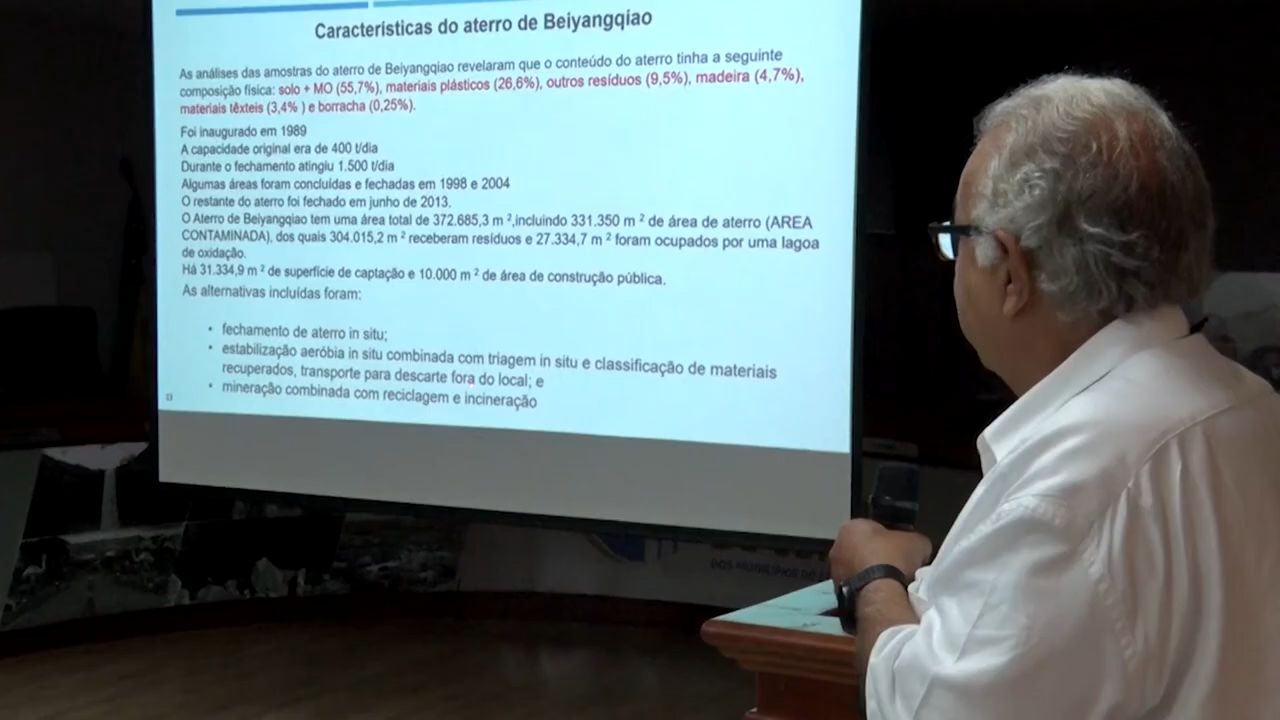 Características do aterro de Beiyangqiao
As análises das amostras do aterro de Beiyangqiao revelaram que o conteúdo do aterro tinha a seguinte
composição física: solo + MO (55,7%), materiais plásticos (26,6%), outros resíduos (9,5%), madeira (4,7%),
materiais têxteis (3,4% ) e borracha (0,25%).
Foi inaugurado em 1989
A capacidade original era de 400 t/dia
Durante o fechamento atingiu 1.500 t/dia
Algumas áreas foram concluídas e fechadas em 1998 e 2004
O restante do aterro foi fechado em junho de 2013.
O Aterro de Beiyangqiao tem uma área total de 372.685,3 m ²,incluindo 331.350 m ² de área de aterro (AREA
CONTAMINADA), dos quais 304.015,2 m ² receberam resíduos e 27.334,7 m ² foram ocupados por uma lagoa
de oxidação.
Há 31.334,9 m ² de superfície de captação e 10.000 m ² de área de construção pública.
As alternativas incluídas foram:
• fechamento de aterro in situ;
• estabilização aeróbia in situ combinada com triagem in situ e classificação de materiais
recuperados, transporte para descarte fora do local; e
• mineração combinada com reciclagem e incineração
DOS MUNICÍPIOS DE